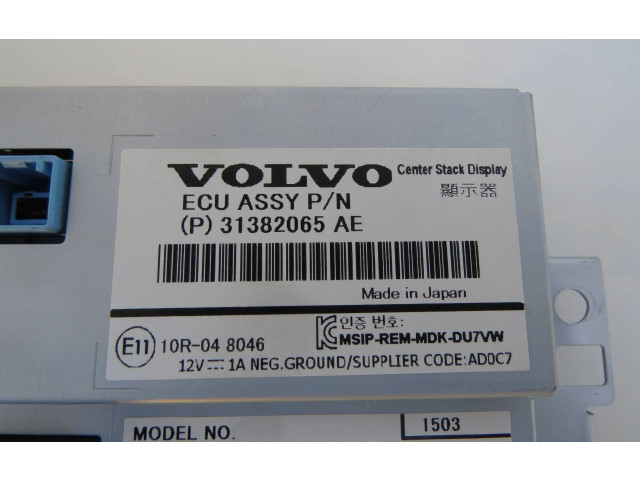 VOLVO Center Stack Display
ECU ASSY P/N 顯示器
(P) 31382065 AE
Made in Japan
E11 10R-04 8046 인증 번호:
MSIP-REM-MDK-DU7VW
12V⎓1A NEG.GROUND/SUPPLIER CODE:AD0C7
MODEL NO. 1503